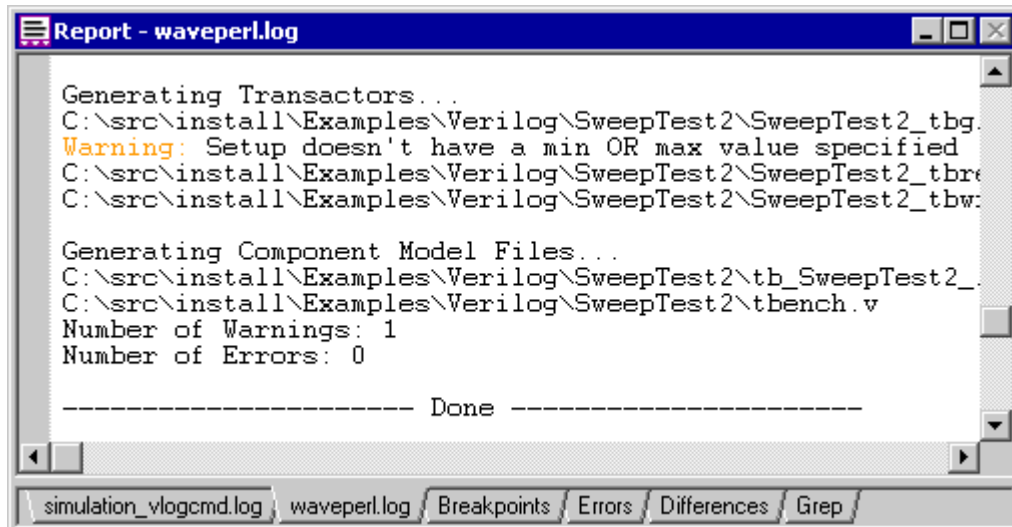 Report - waveperl.log
Generating Transactors...
C:\src\install\Examples\Verilog\SweepTest2\SweepTest2_tbg.
Warning: Setup doesn't have a min OR max value specified
C:\src\install\Examples\Verilog\SweepTest2\SweepTest2_tbre
C:\src\install\Examples\Verilog\SweepTest2\SweepTest2_tbw
Generating Component Model Files...
C:\src\install\Examples\Verilog\SweepTest2\tb_SweepTest2_.
C:\src\install\Examples\Verilog\SweepTest2\tbench.v
Number of Warnings: 1
Number of Errors: 0
---------------------- Done ----------------------
simulation_vlogcmd.log waveperl.log Breakpoints Errors Differences Grep